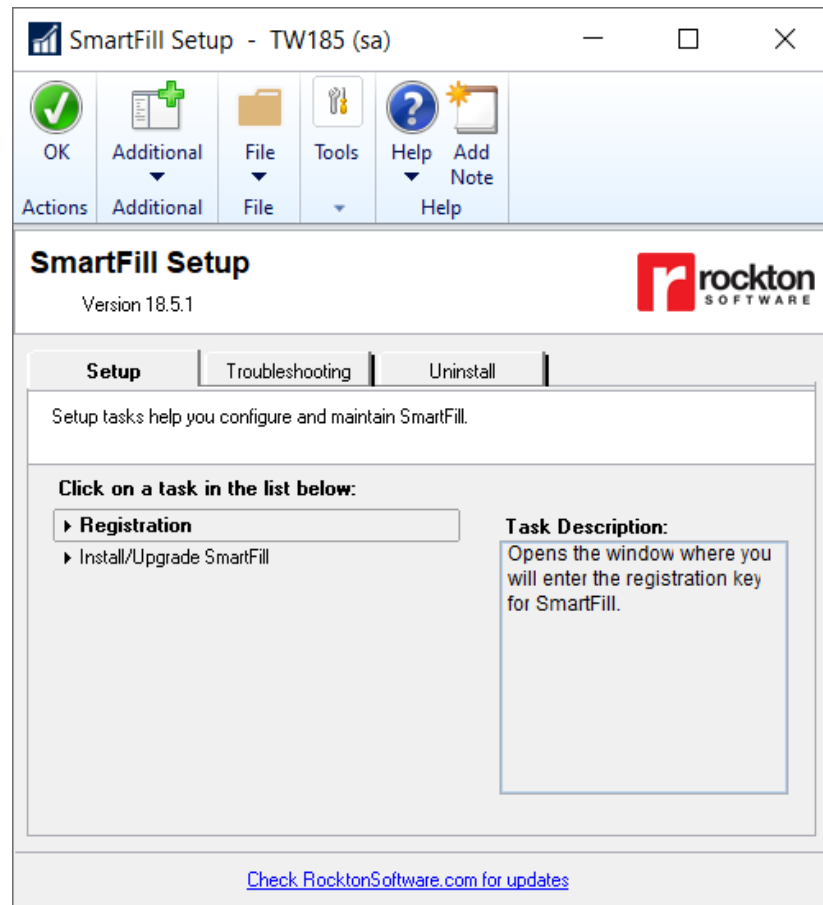 SmartFill Setup - TW185 (sa)
OK
Additional
File
Tools
Help
Add
Note
Actions
Additional
File
Help
SmartFill Setup
Version 18.5.1
rockton
SOFTWARE
Setup
Troubleshooting
Uninstall
Setup tasks help you configure and maintain SmartFill.
Click on a task in the list below:
Registration
Install/Upgrade SmartFill
Task Description:
Opens the window where you
will enter the registration key
for SmartFill.
Check RocktonSoftware.com for updates